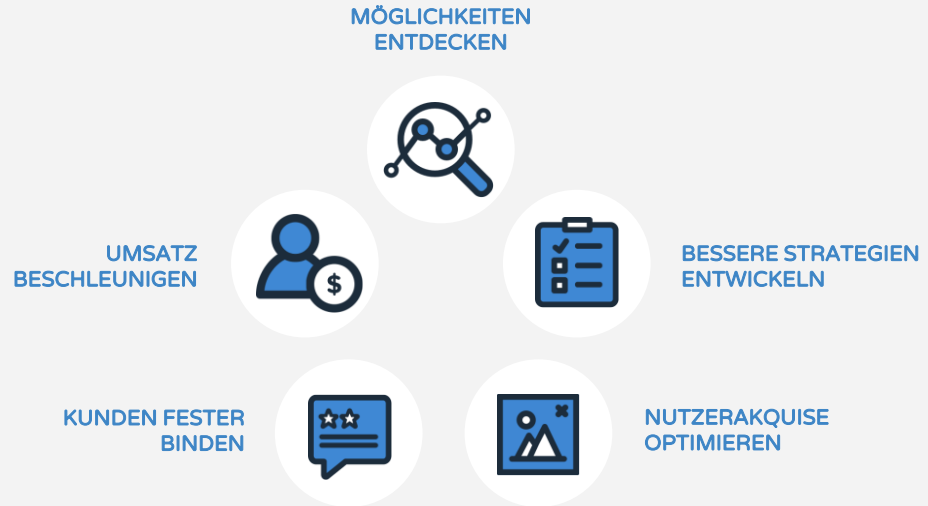 MÖGLICHKEITEN
ENTDECKEN
UMSATZ
BESCHLEUNIGEN
$
BESSERE STRATEGIEN
ENTWICKELN
KUNDEN FESTER
BINDEN
NUTZERAKQUISE
OPTIMIEREN